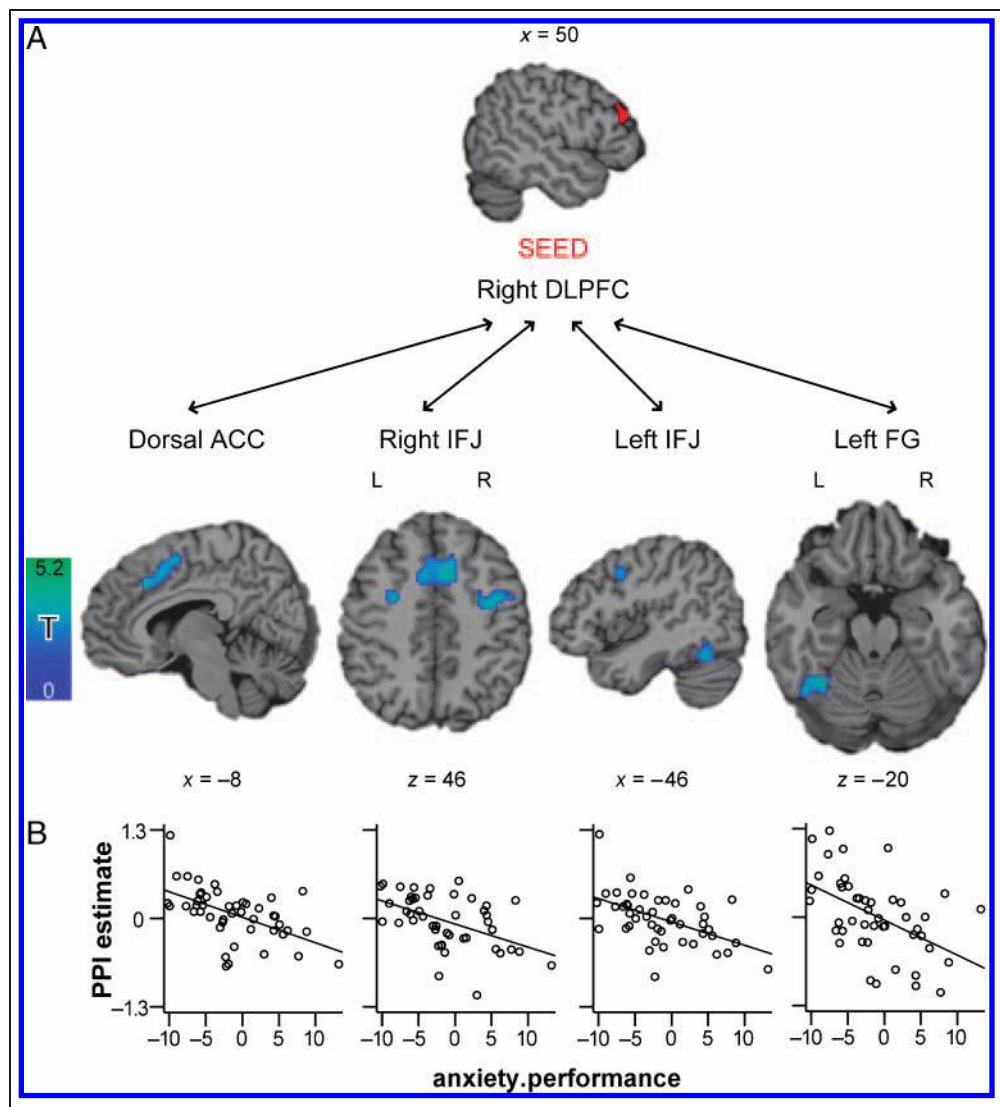 A
x = 50
SEED
Right DLPFC
Dorsal ACC
Right IFJ
Left IFJ
Left FG
L R
L R
5.2
T
0
x = –8
z = 46
x = –46
z = –20
B
PPI estimate
1.3
0
–1.3
–10 –5 0 5 10
–10 –5 0 5 10
–10 –5 0 5 10
–10 –5 0 5 10
anxiety.performance